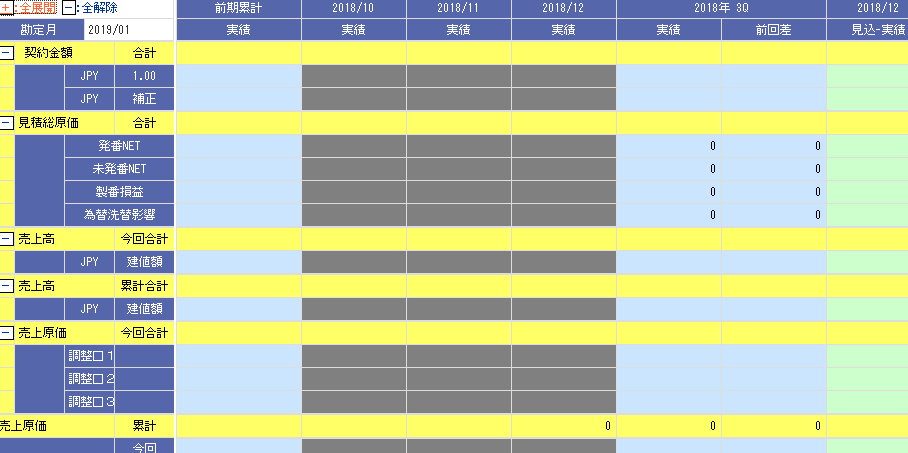 +:全展開 −:全解除 前期累計 2018/10 2018/11 2018/12 2018年 3Q 2018/12
勘定月 2019/01 実績 実績 実績 実績 実績 前回差 見込-実績
− 契約金額 合計
JPY 1.00
JPY 補正
− 見積総原価 合計
発番NET 0 0
未発番NET 0 0
製番損益 0 0
為替洗替影響 0 0
− 売上高 今回合計
JPY 建値額
− 売上高 累計合計
JPY 建値額
− 売上原価 今回合計
調整口1
調整口2
調整口3
売上原価 累計 0 0 0
今回